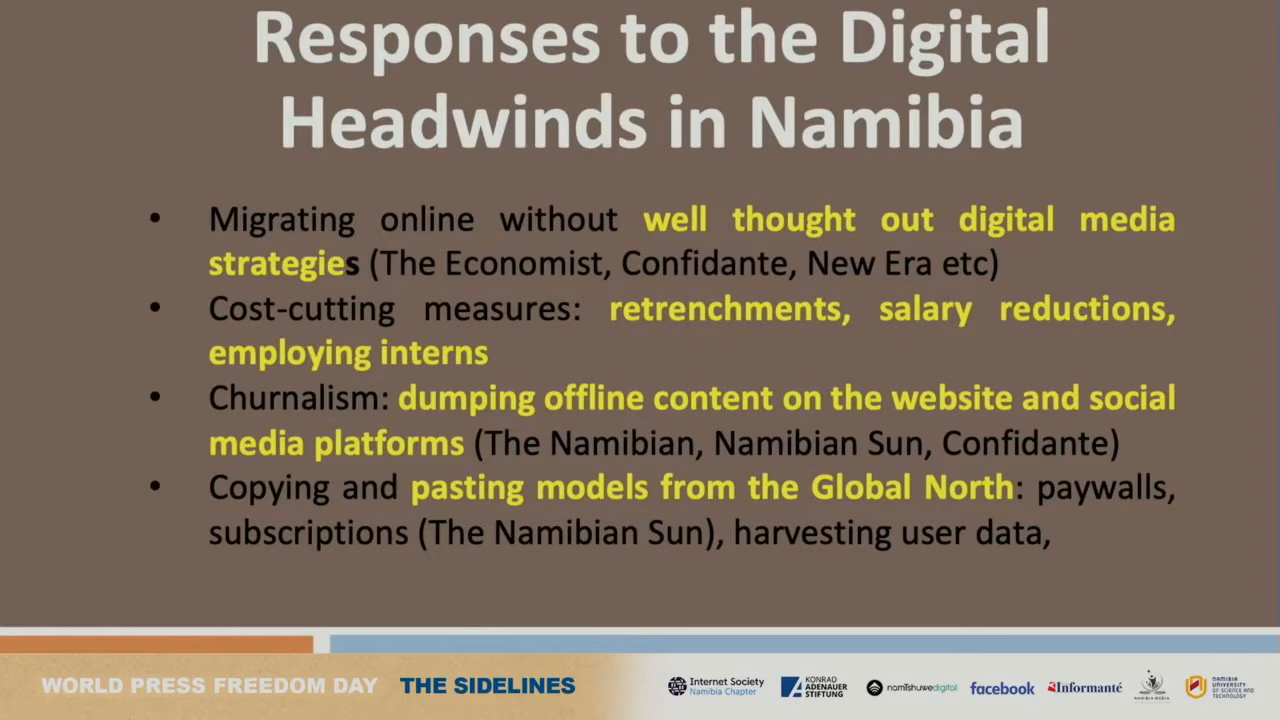 Responses to the Digital
Headwinds in Namibia
• Migrating online without well thought out digital media
strategies (The Economist, Confidante, New Era etc)
• Cost-cutting measures: retrenchments, salary reductions,
employing interns
• Churnalism: dumping offline content on the website and social
media platforms (The Namibian, Namibian Sun, Confidante)
• Copying and pasting models from the Global North: paywalls,
subscriptions (The Namibian Sun), harvesting user data,
WORLD PRESS FREEDOM DAY THE SIDELINES
Internet Society
Namibia Chapter
KONRAD
ADENAUER
STIFTUNG
namtishuwedigital
facebook
Informanté
NAMIBIA MEDIA
NAMIBIA
UNIVERSITY
OF SCIENCE AND
TECHNOLOGY